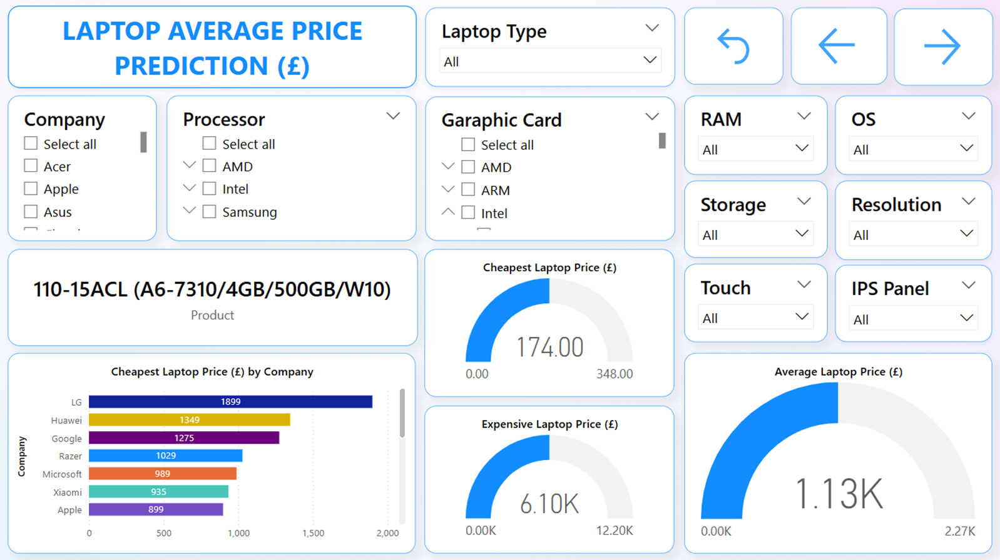 LAPTOP AVERAGE PRICE
PREDICTION (£)
Laptop Type
All
Company
Select all
Acer
Apple
Asus
Processor
Select all
AMD
Intel
Samsung
Garaphic Card
Select all
AMD
ARM
Intel
RAM
All
OS
All
Storage
All
Resolution
All
Touch
All
IPS Panel
All
110-15ACL (A6-7310/4GB/500GB/W10)
Product
Cheapest Laptop Price (£)
174.00
0.00
348.00
Cheapest Laptop Price (£) by Company
Company
LG
1899
Huawei
1349
Google
1275
Razer
1029
Microsoft
989
Xiaomi
935
Apple
899
0
500
1,000
1,500
2,000
Expensive Laptop Price (£)
6.10K
0.00K
12.20K
Average Laptop Price (£)
1.13K
0.00K
2.27K